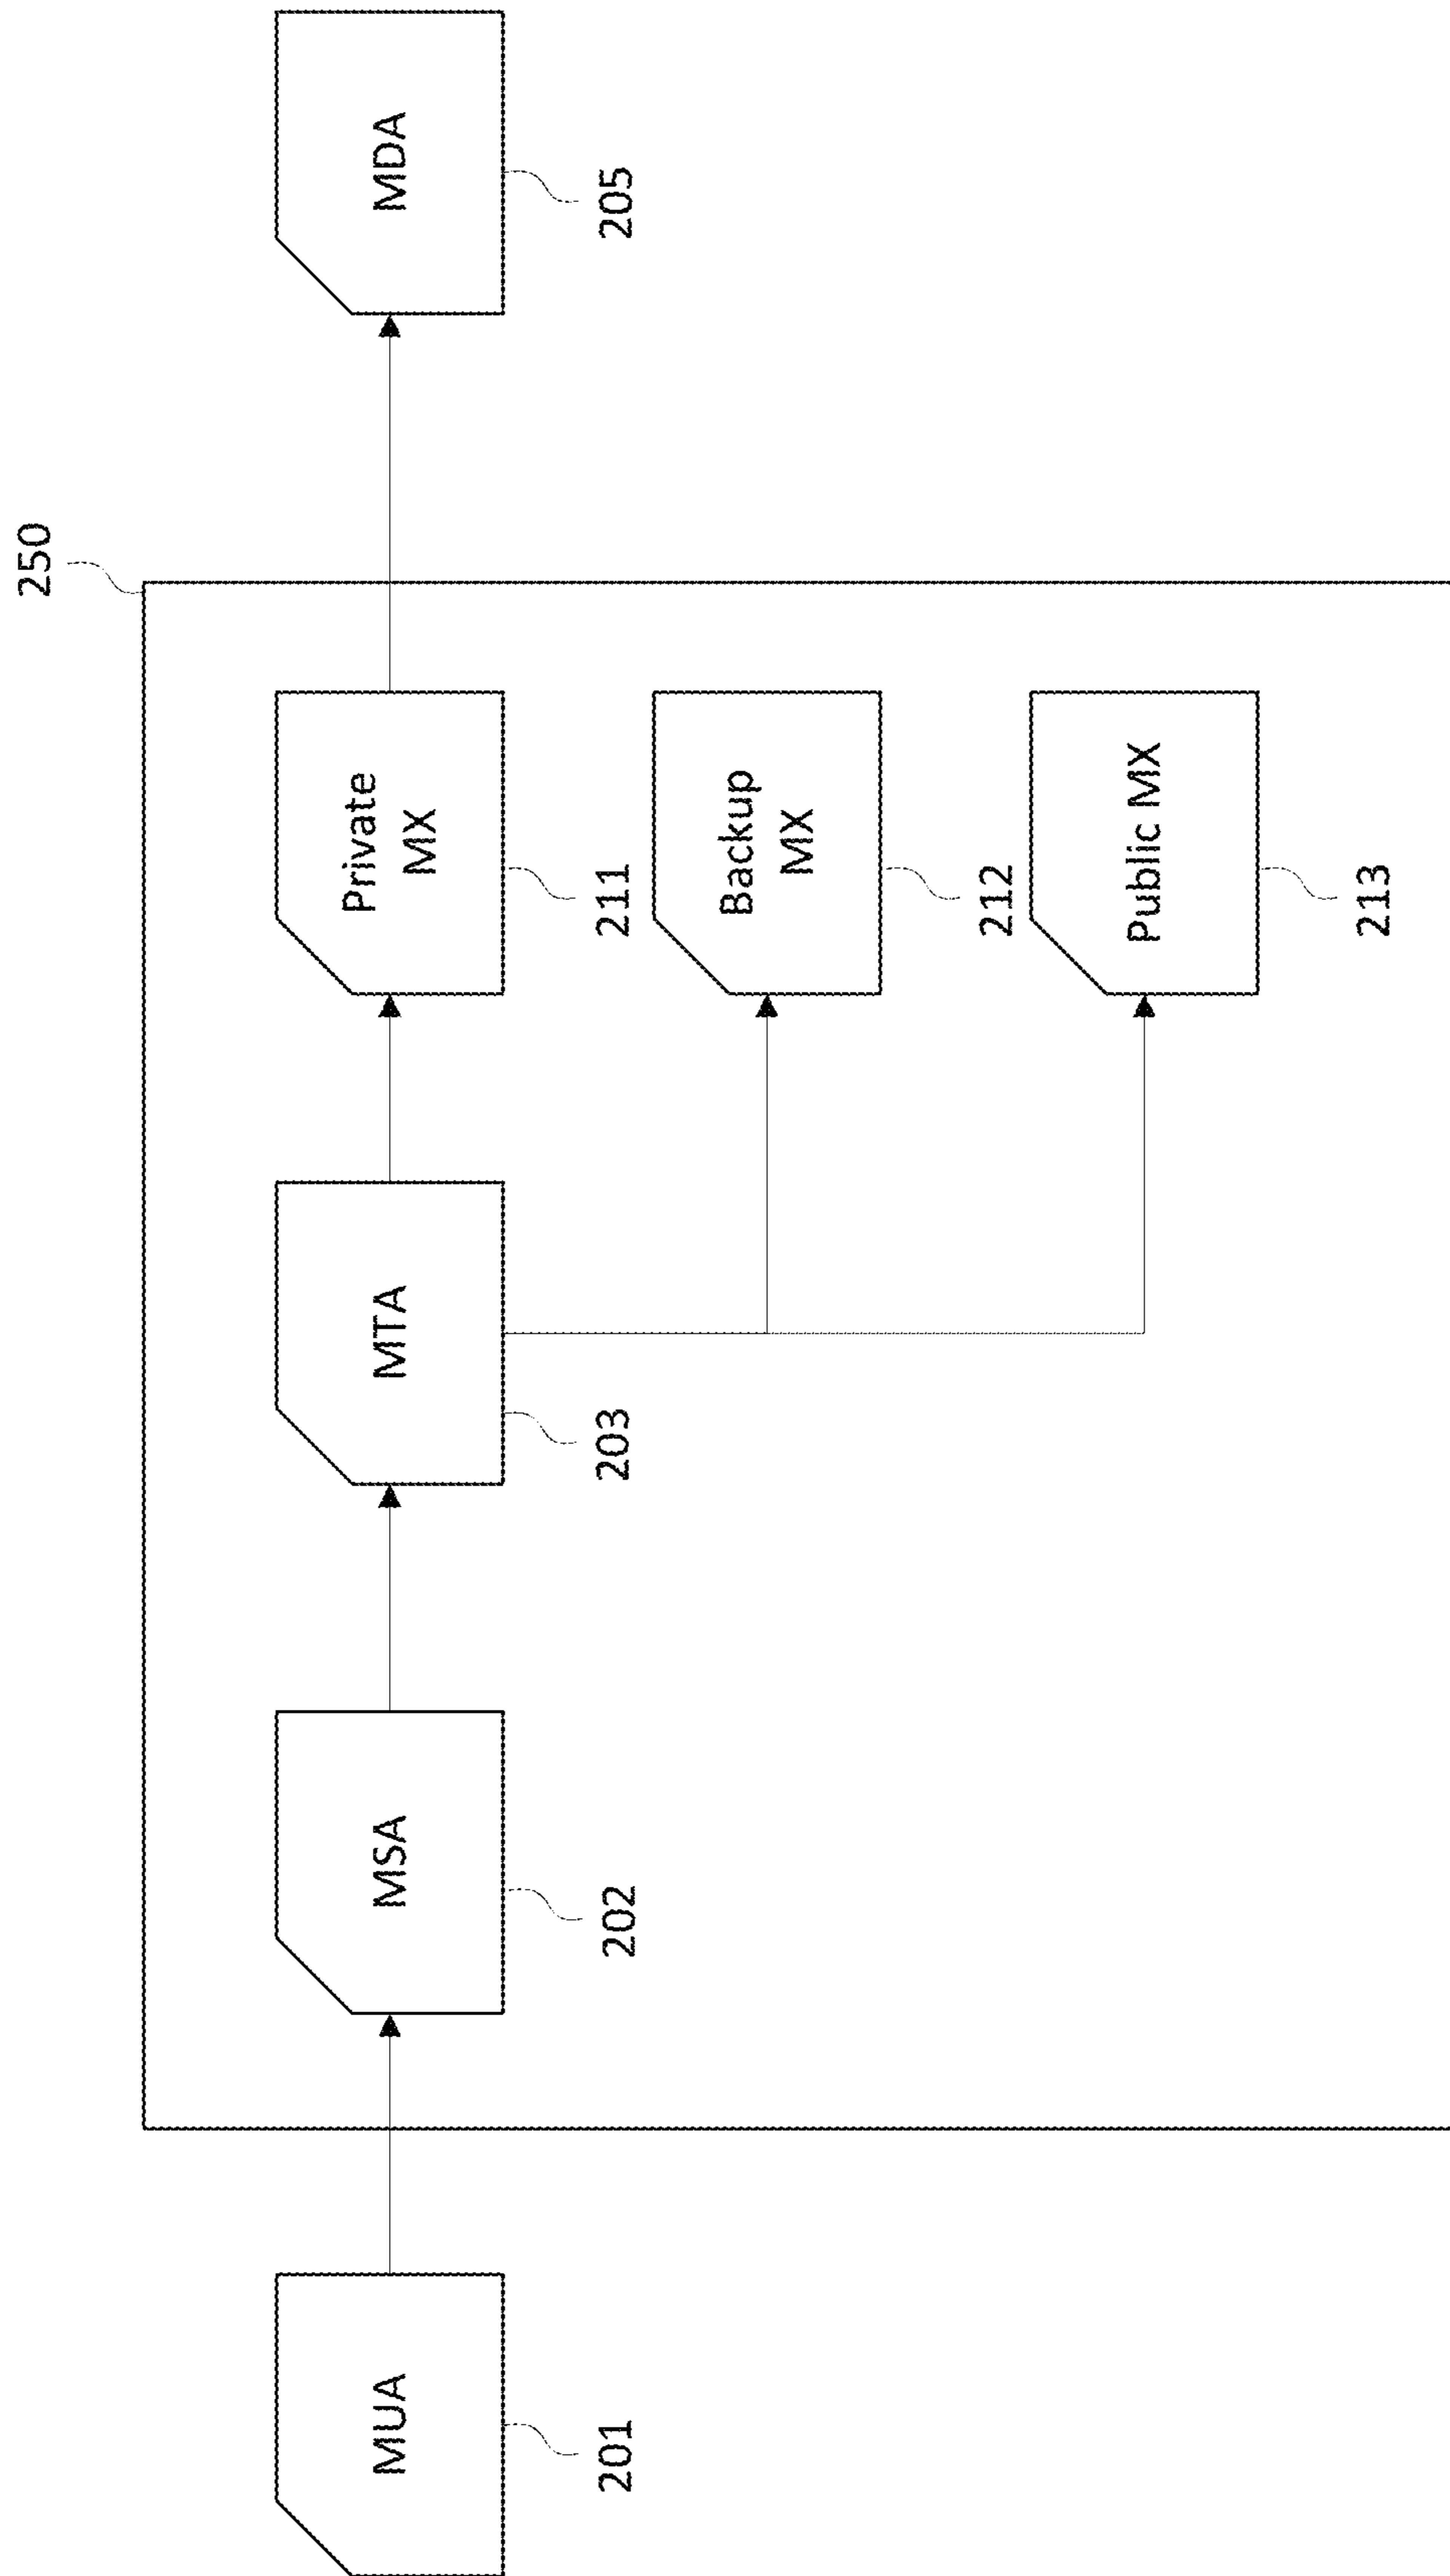 250
MUA
MSA
MTA
Private
MX
MDA
201
202
203
211
205
Backup
MX
212
Public MX
213